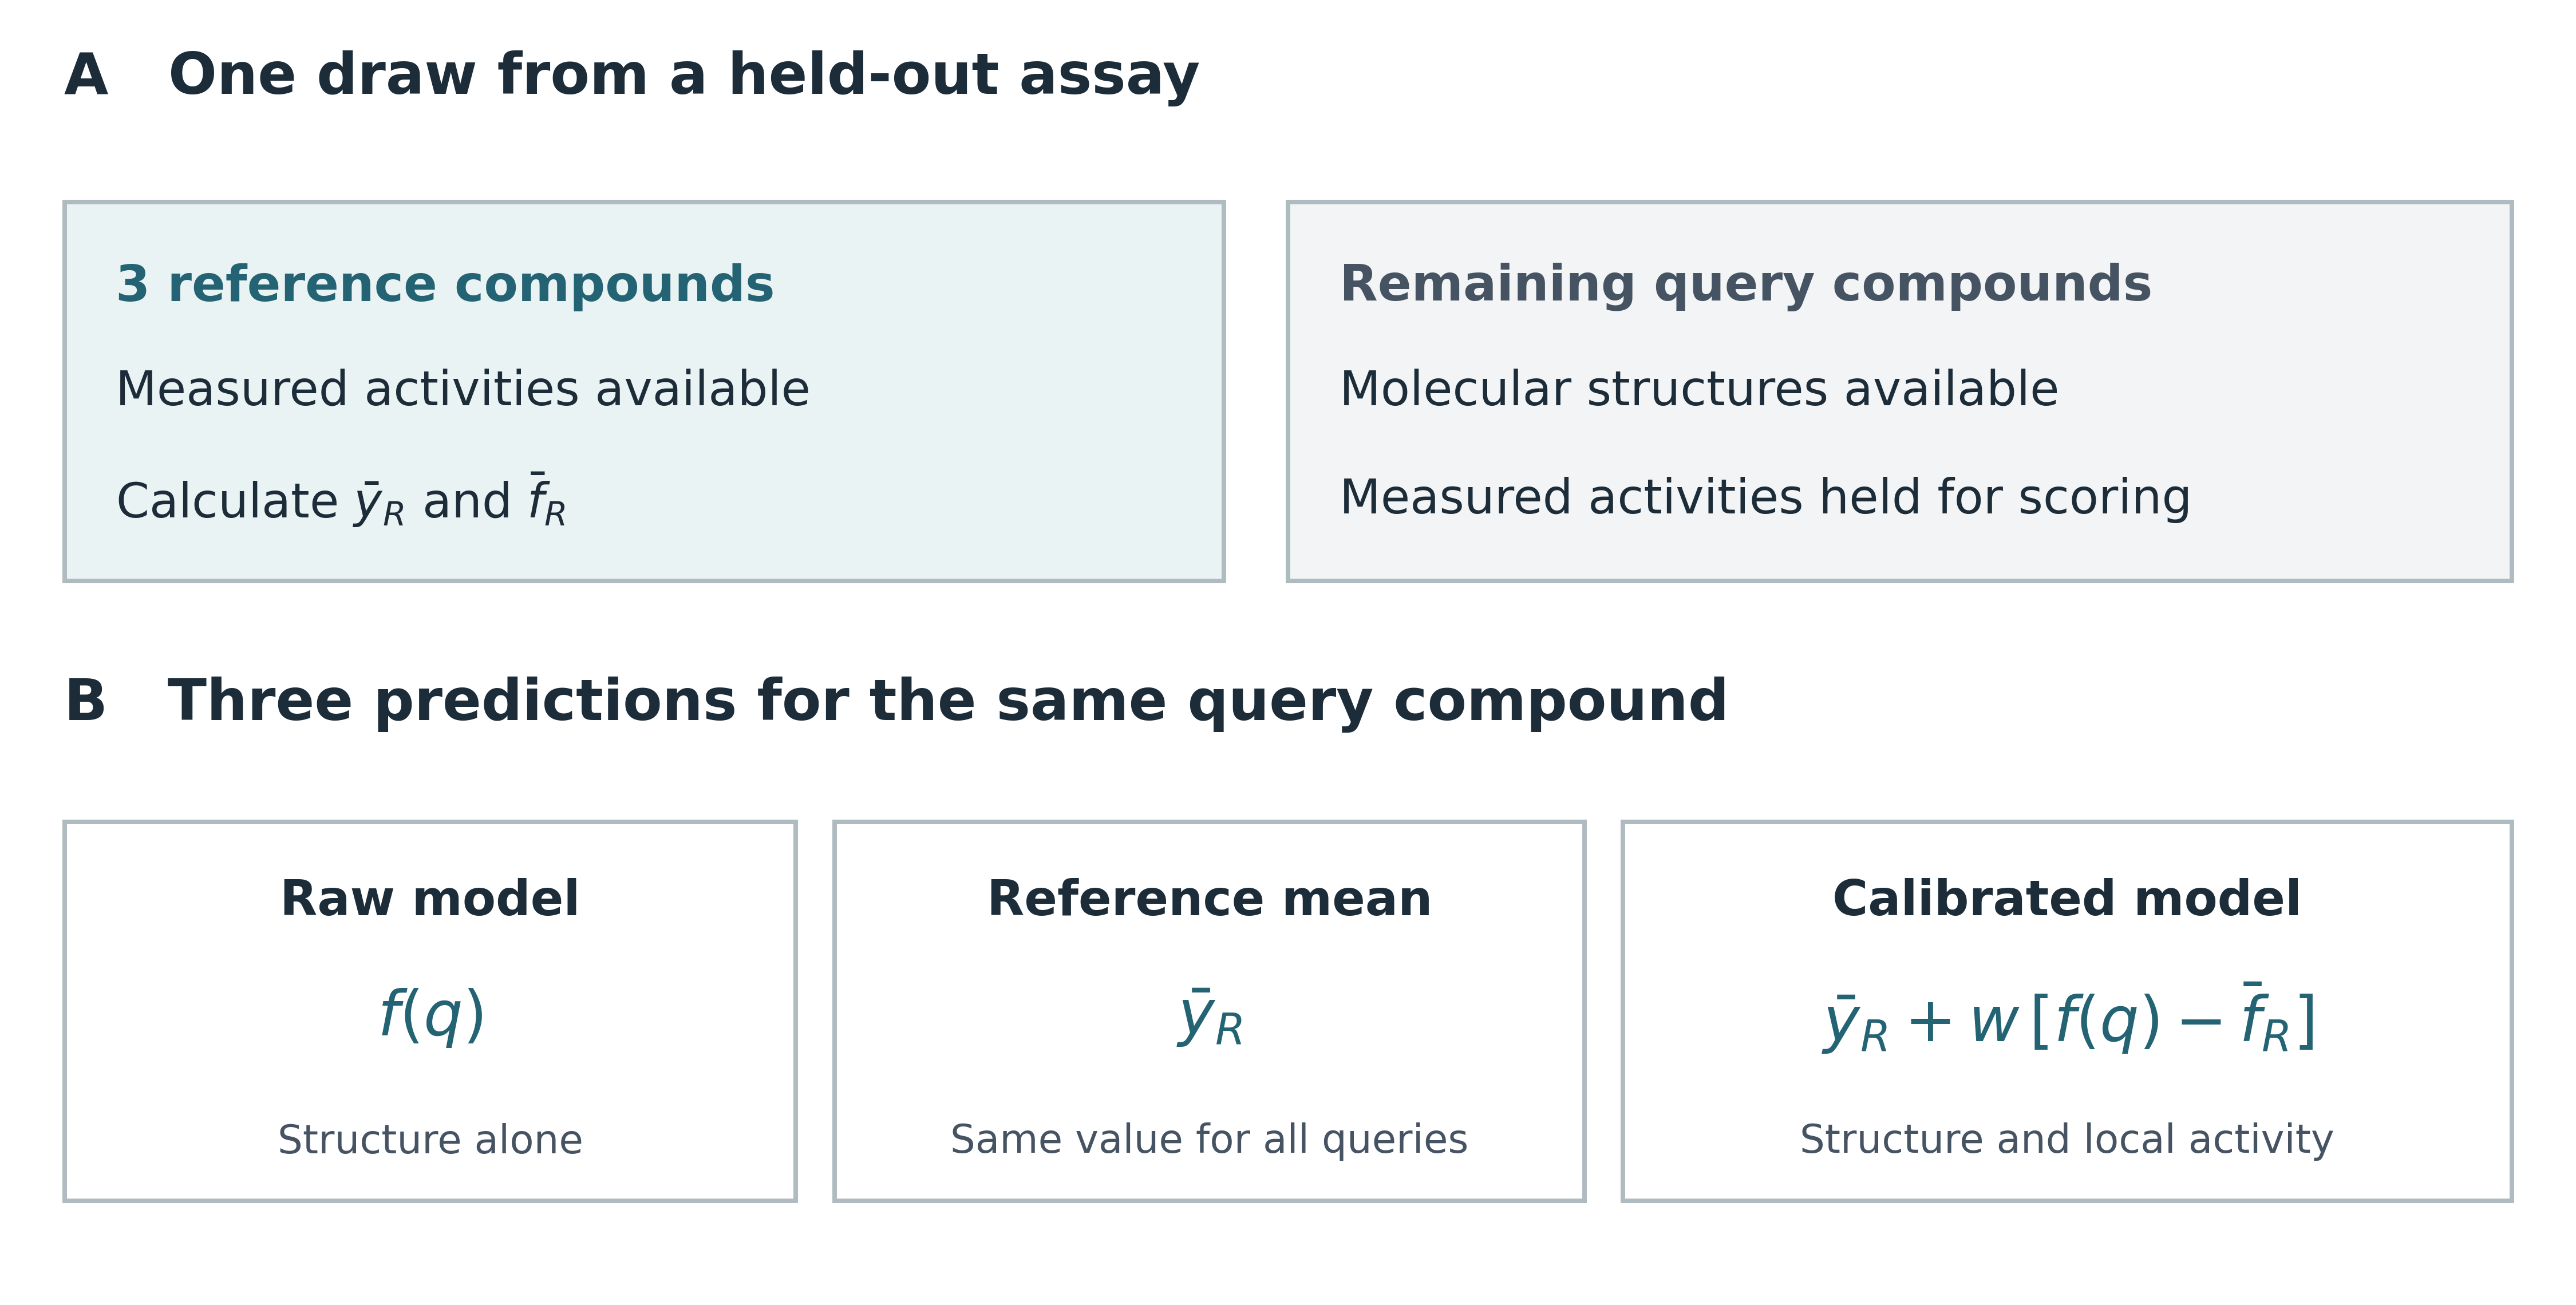 A One draw from a held-out assay
3 reference compounds
Measured activities available
Calculate ȳ_R and f̄_R
Remaining query compounds
Molecular structures available
Measured activities held for scoring
B Three predictions for the same query compound
Raw model
f(q)
Structure alone
Reference mean
ȳ_R
Same value for all queries
Calibrated model
ȳ_R + w [f(q) − f̄_R]
Structure and local activity